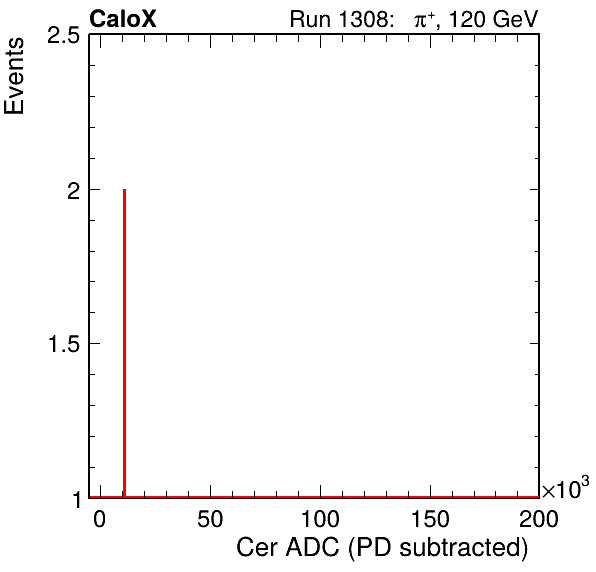 CaloX Run 1308: π⁺, 120 GeV
Events
2.5
2
1.5
1
0 50 100 150 200
×10³
Cer ADC (PD subtracted)